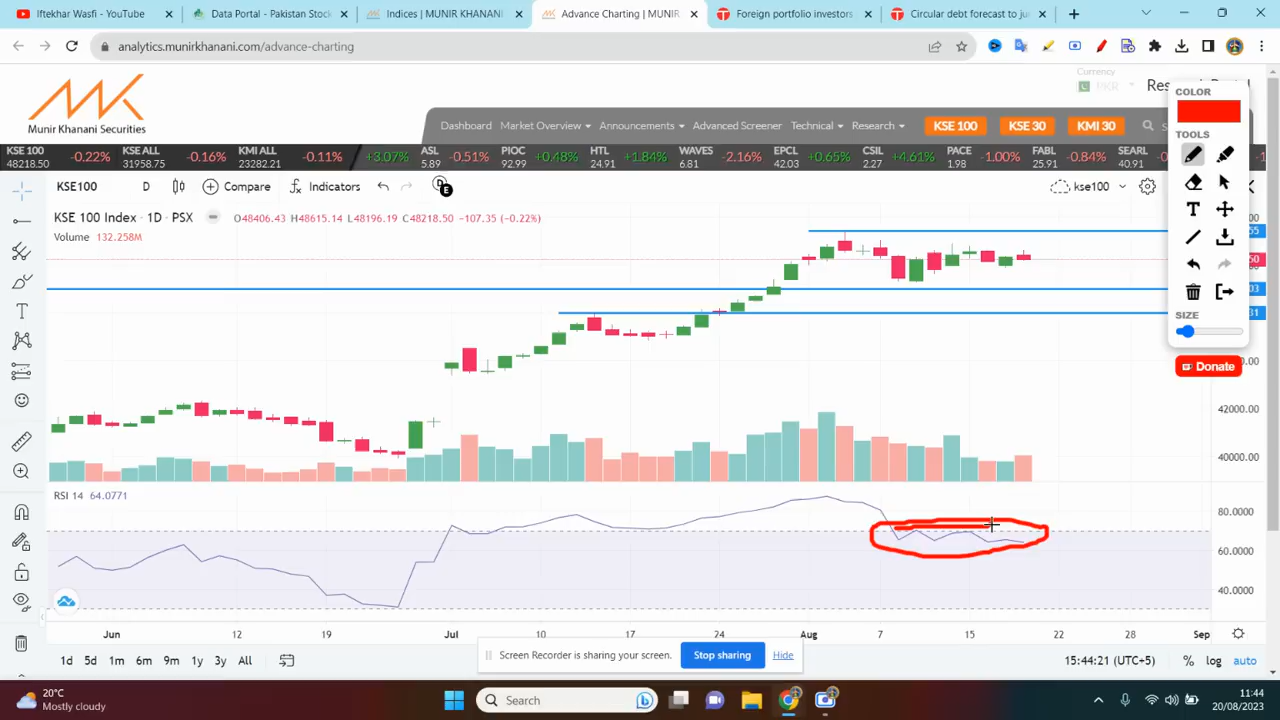 Iftekhar Wasfi - YouTube
Data Portal - Pakistan Stock
Indices | MUNIR KHANANI
Advance Charting | MUNIR
Foreign portfolio investors
Circular debt forecast to ju
analytics.munirkhanani.com/advance-charting
Munir Khanani Securities
Currency
PKR
COLOR
TOOLS
SIZE
Donate
Dashboard Market Overview Announcements Advanced Screener Technical Research KSE 100 KSE 30 KMI 30
KSE 100 48218.50 -0.22%
KSE ALL 31958.75 -0.16%
KMI ALL 23282.21 -0.11%
+3.07%
ASL 5.89 -0.51%
PIOC 92.99 +0.48%
HTL 24.91 +1.84%
WAVES 6.81 -2.16%
EPCL 42.03 +0.65%
CSIL 2.27 +4.61%
PACE 1.98 -1.00%
FABL 25.91 -0.84%
SEARL 40.91
KSE100 D Compare Indicators kse100
KSE 100 Index · 1D · PSX O48406.43 H48615.14 L48196.19 C48218.50 -107.35 (-0.22%)
Volume 132.258M
42000.00
40000.00
RSI 14 64.0771
80.0000
60.0000
40.0000
Jun 12 19 Jul 10 17 24 Aug 7 15 22 28 Sep
1d 5d 1m 6m 9m 1y 3y All
Screen Recorder is sharing your screen. Stop sharing Hide
15:44:21 (UTC+5) % log auto
20°C
Mostly cloudy
Search
11:44
20/08/2023